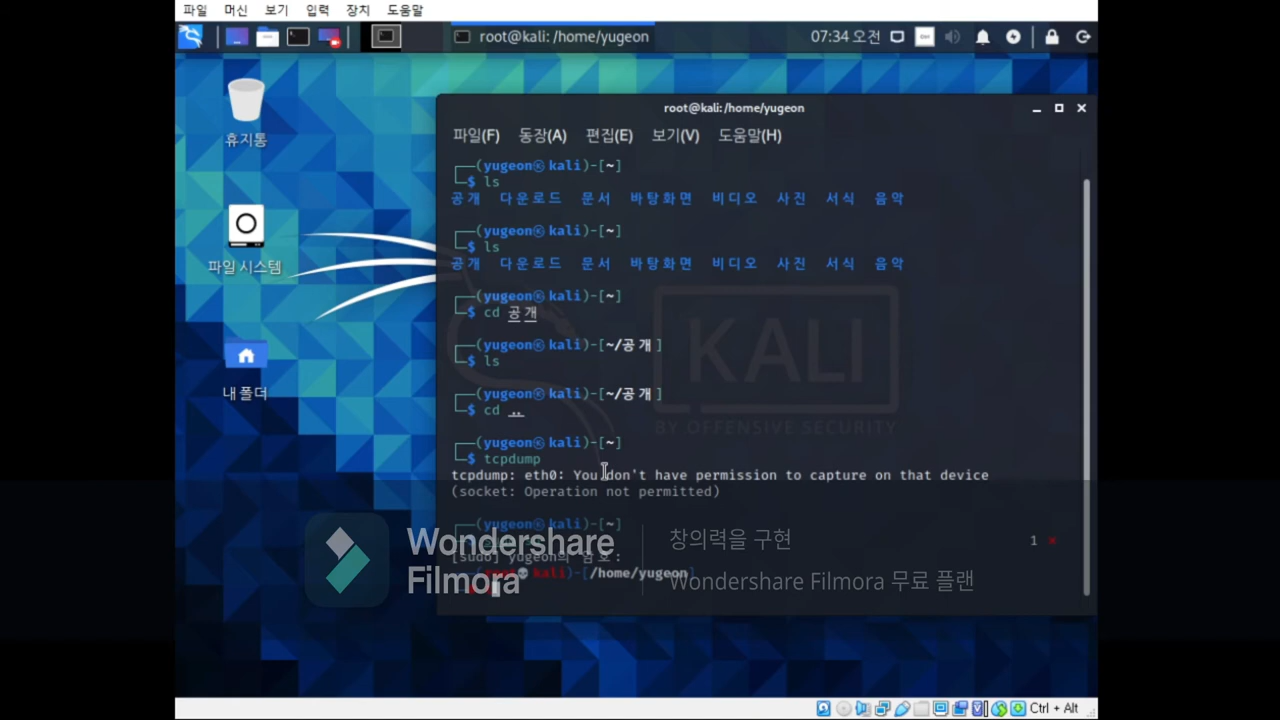 파일 머신 보기 입력 장치 도움말
root@kali: /home/yugeon
07:34 오전
휴지통
파일 시스템
내 폴더
root@kali: /home/yugeon
파일(F) 동장(A) 편집(E) 보기(V) 도움말(H)
┌──(yugeon㉿kali)-[~]
└─$ ls
공개 다운로드 문서 바탕화면 비디오 사진 서식 음악
┌──(yugeon㉿kali)-[~]
└─$ ls
공개 다운로드 문서 바탕화면 비디오 사진 서식 음악
┌──(yugeon㉿kali)-[~]
└─$ cd 공개
┌──(yugeon㉿kali)-[~/공개]
└─$ ls
┌──(yugeon㉿kali)-[~/공개]
└─$ cd ..
┌──(yugeon㉿kali)-[~]
└─$ tcpdump
tcpdump: eth0: You don't have permission to capture on that device
(socket: Operation not permitted)
┌──(yugeon㉿kali)-[~]
1 ⨯
[sudo] yugeon의 암호:
kali)-[/home/yugeon]
KALI
BY OFFENSIVE SECURITY
Wondershare
Filmora
창의력을 구현
Wondershare Filmora 무료 플랜
Ctrl + Alt